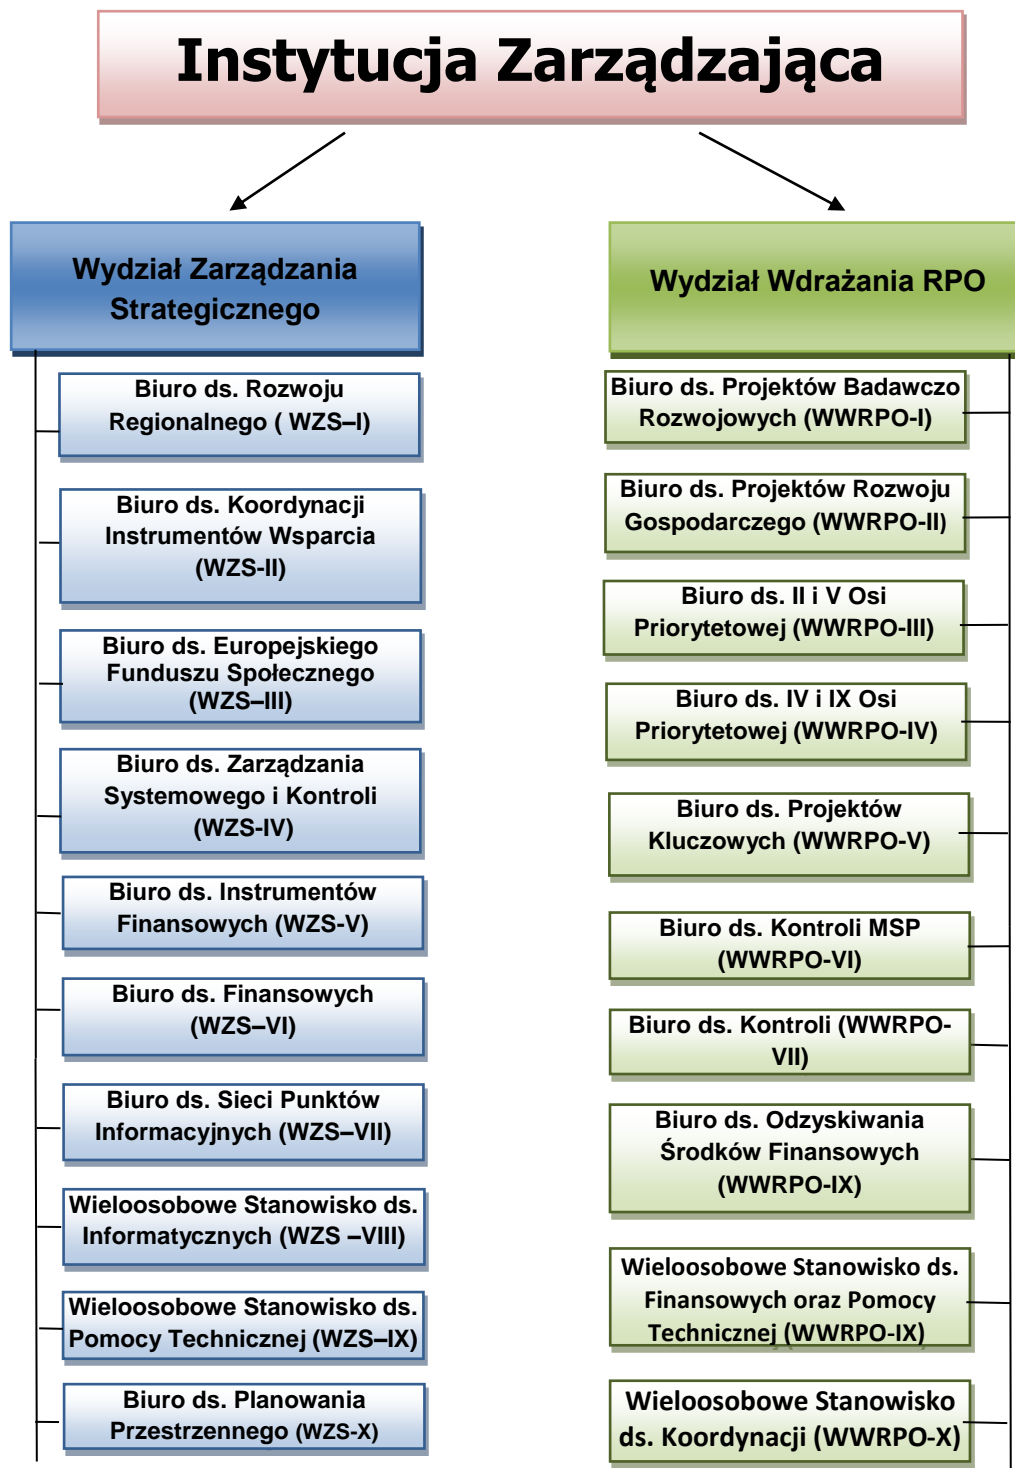 Instytucja Zarządzająca
Wydział Zarządzania
Strategicznego
Biuro ds. Rozwoju
Regionalnego ( WZS–I)
Biuro ds. Koordynacji
Instrumentów Wsparcia
(WZS-II)
Biuro ds. Europejskiego
Funduszu Społecznego
(WZS–III)
Biuro ds. Zarządzania
Systemowego i Kontroli
(WZS-IV)
Biuro ds. Instrumentów
Finansowych (WZS-V)
Biuro ds. Finansowych
(WZS–VI)
Biuro ds. Sieci Punktów
Informacyjnych (WZS–VII)
Wieloosobowe Stanowisko ds.
Informatycznych (WZS –VIII)
Wieloosobowe Stanowisko ds.
Pomocy Technicznej (WZS–IX)
Biuro ds. Planowania
Przestrzennego (WZS-X)
Wydział Wdrażania RPO
Biuro ds. Projektów Badawczo
Rozwojowych (WWRPO-I)
Biuro ds. Projektów Rozwoju
Gospodarczego (WWRPO-II)
Biuro ds. II i V Osi
Priorytetowej (WWRPO-III)
Biuro ds. IV i IX Osi
Priorytetowej (WWRPO-IV)
Biuro ds. Projektów
Kluczowych (WWRPO-V)
Biuro ds. Kontroli MSP
(WWRPO-VI)
Biuro ds. Kontroli (WWRPO-
VII)
Biuro ds. Odzyskiwania
Środków Finansowych
(WWRPO-IX)
Wieloosobowe Stanowisko ds.
Finansowych oraz Pomocy
Technicznej (WWRPO-IX)
Wieloosobowe Stanowisko
ds. Koordynacji (WWRPO-X)